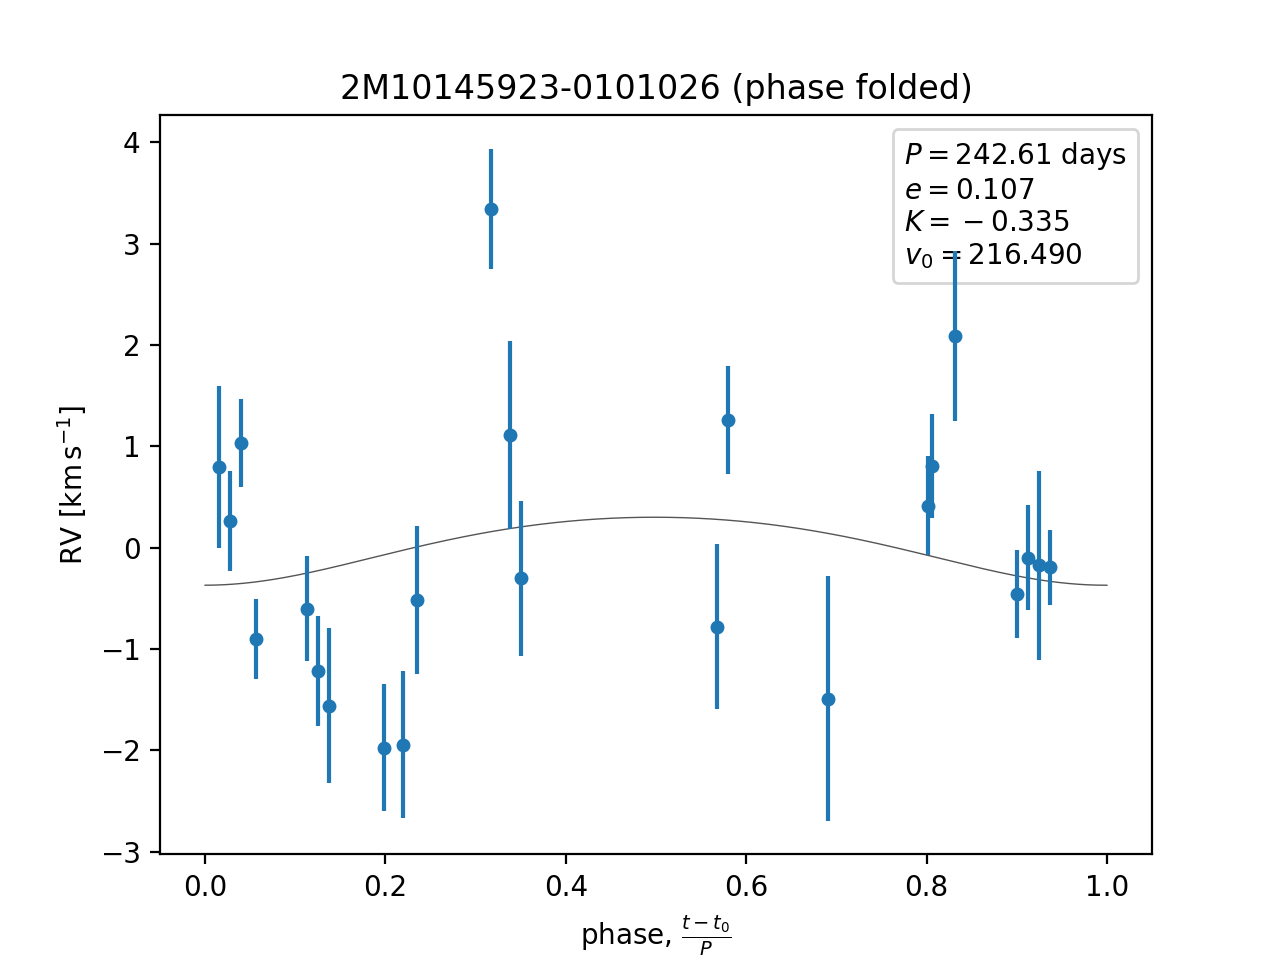 2M10145923-0101026 (phase folded)
P = 242.61 days
e = 0.107
K = −0.335
v₀ = 216.490
RV [km s⁻¹]
4
3
2
1
0
−1
−2
−3
0.0 0.2 0.4 0.6 0.8 1.0
phase, (t − t₀)/P